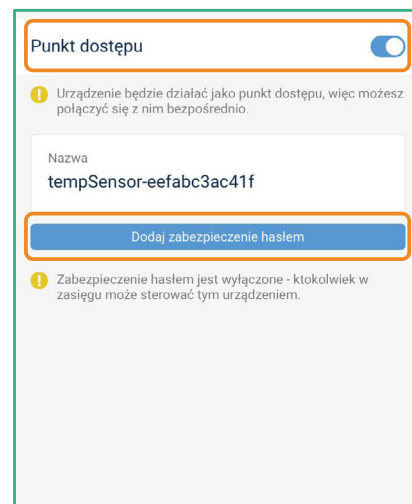 Punkt dostępu
Urządzenie będzie działać jako punkt dostępu, więc możesz
połączyć się z nim bezpośrednio.
Nazwa
tempSensor-eefabc3ac41f
Dodaj zabezpieczenie hasłem
Zabezpieczenie hasłem jest wyłączone - ktokolwiek w
zasięgu może sterować tym urządzeniem.